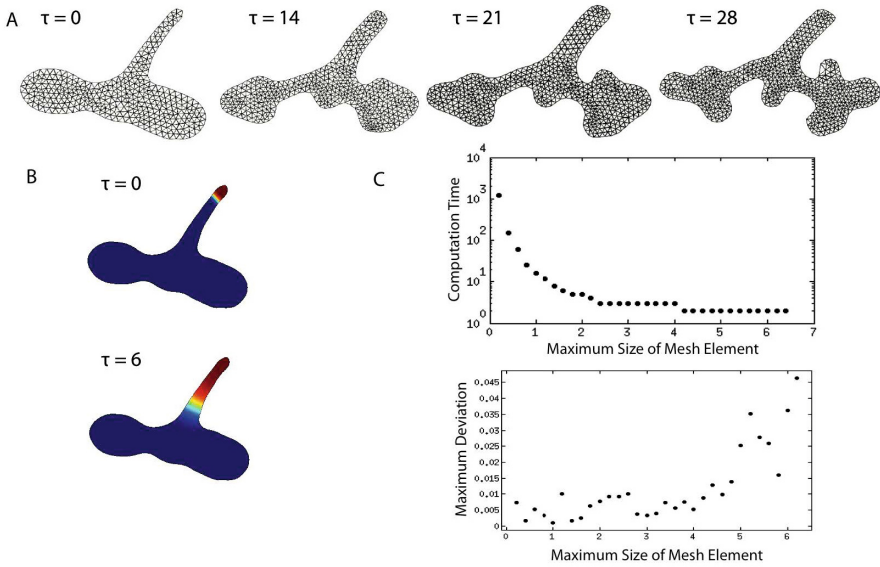 A
τ = 0
τ = 14
τ = 21
τ = 28
B
τ = 0
τ = 6
C
Computation Time
10 4
10 3
10 2
10 1
10 0
0 1 2 3 4 5 6 7
Maximum Size of Mesh Element
Maximum Deviation
0.045
0.04
0.035
0.03
0.025
0.02
0.015
0.01
0.005
0
0 1 2 3 4 5 6
Maximum Size of Mesh Element